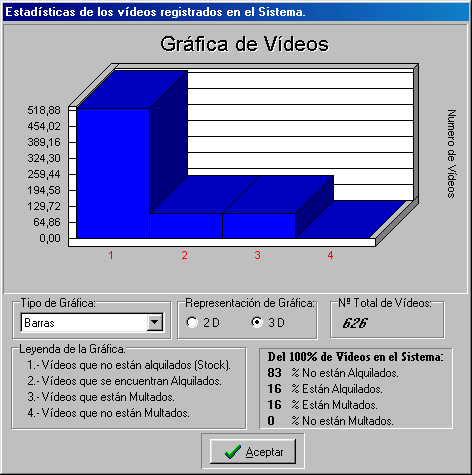 Estadísticas de los vídeos registrados en el Sistema.
Gráfica de Vídeos
518,88
454,02
389,16
324,30
259,44
194,58
129,72
64,86
0,00
1 2 3 4
Numero de Vídeos
Tipo de Gráfica:
Barras
Representación de Gráfica:
2 D 3 D
Nº Total de Vídeos:
626
Leyenda de la Gráfica.
1.- Vídeos que no están alquilados (Stock).
2.- Vídeos que se encuentran Alquilados.
3.- Vídeos que están Multados.
4.- Vídeos que no están Multados.
Del 100% de Vídeos en el Sistema:
83 % No están Alquilados.
16 % Están Alquilados.
16 % Están Multados.
0 % No están Multados.
Aceptar